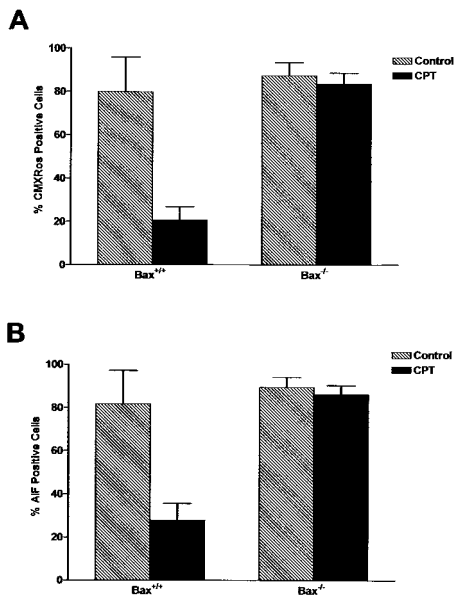 A
% CMXRos Positive Cells
100
80
60
40
20
0
Control
CPT
Bax+/+
Bax-/-
B
% AIF Positive Cells
100
80
60
40
20
0
Control
CPT
Bax+/+
Bax-/-